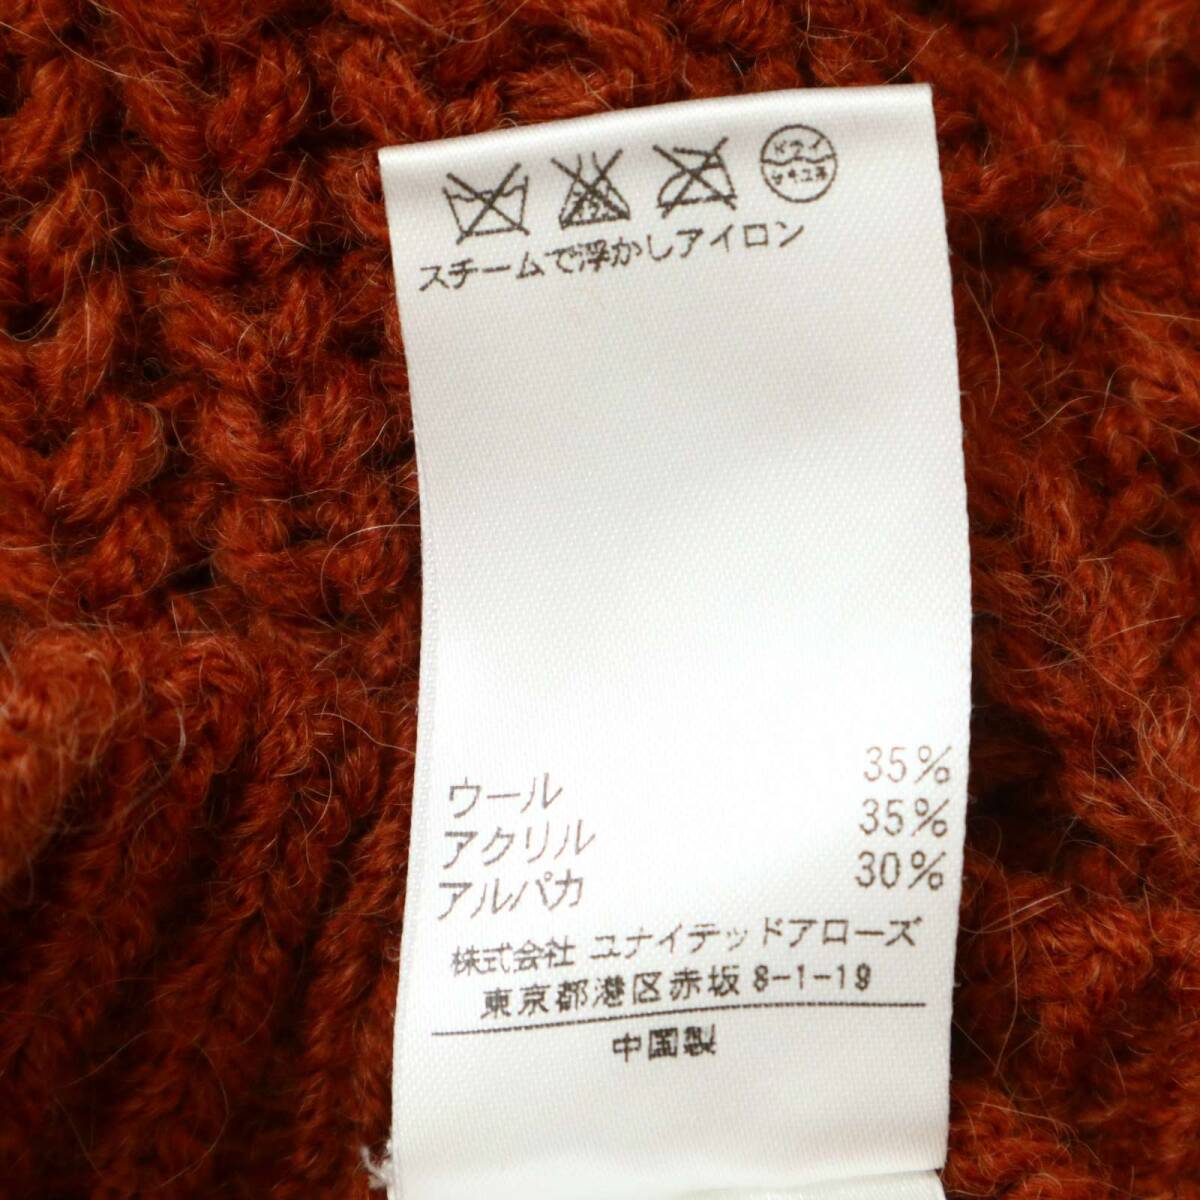 ドライ
セキユ系
スチームで浮かしアイロン
ウール 35%
アクリル 35%
アルパカ 30%
株式会社 ユナイテッドアローズ
東京都港区赤坂 8-1-19
中国製